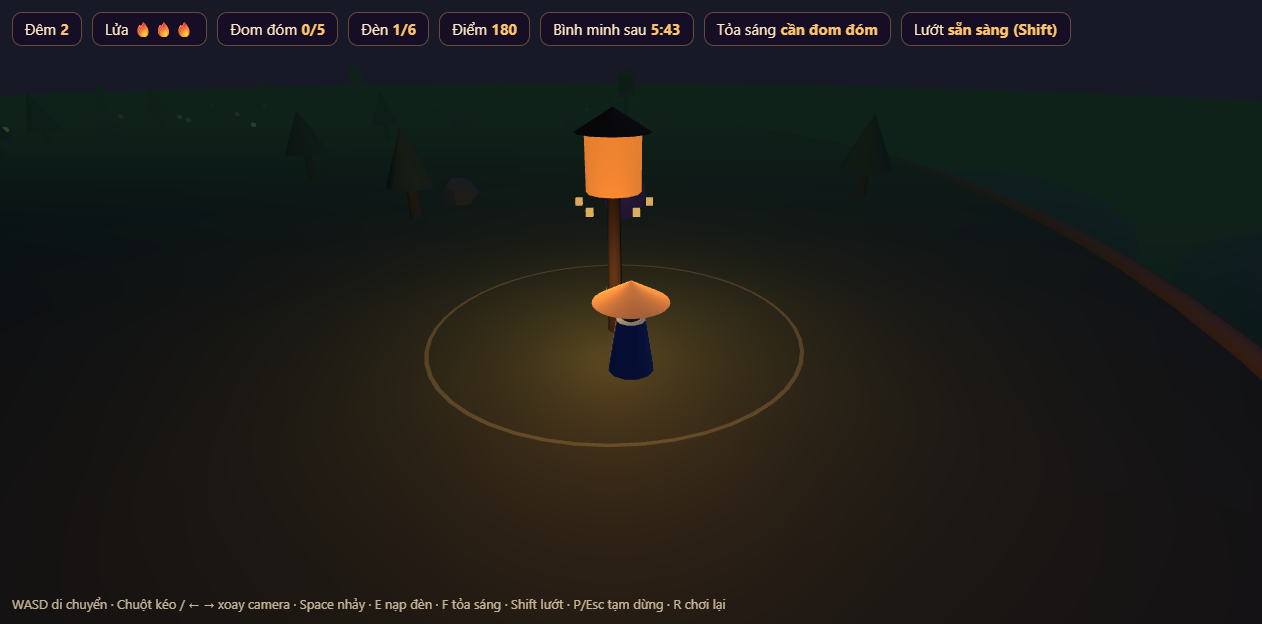 Đêm 2
Lửa 🔥 🔥 🔥
Đom đóm 0/5
Đèn 1/6
Điểm 180
Bình minh sau 5:43
Tỏa sáng cần đom đóm
Lướt sẵn sàng (Shift)
WASD di chuyển · Chuột kéo / ← → xoay camera · Space nhảy · E nạp đèn · F tỏa sáng · Shift lướt · P/Esc tạm dừng · R chơi lại